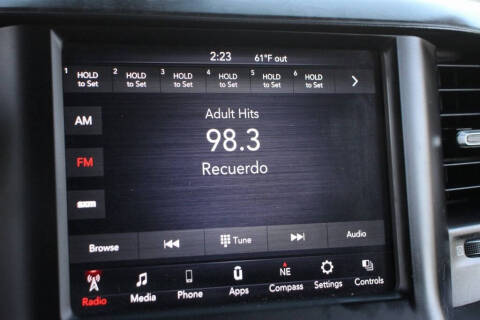 2:23 61°F out
1 HOLD to Set 2 HOLD to Set 3 HOLD to Set 4 HOLD to Set 5 HOLD to Set 6 HOLD to Set
AM
Adult Hits
98.3
FM
Recuerdo
sxm
Browse Tune Audio
NE
Radio Media Phone Apps Compass Settings Controls